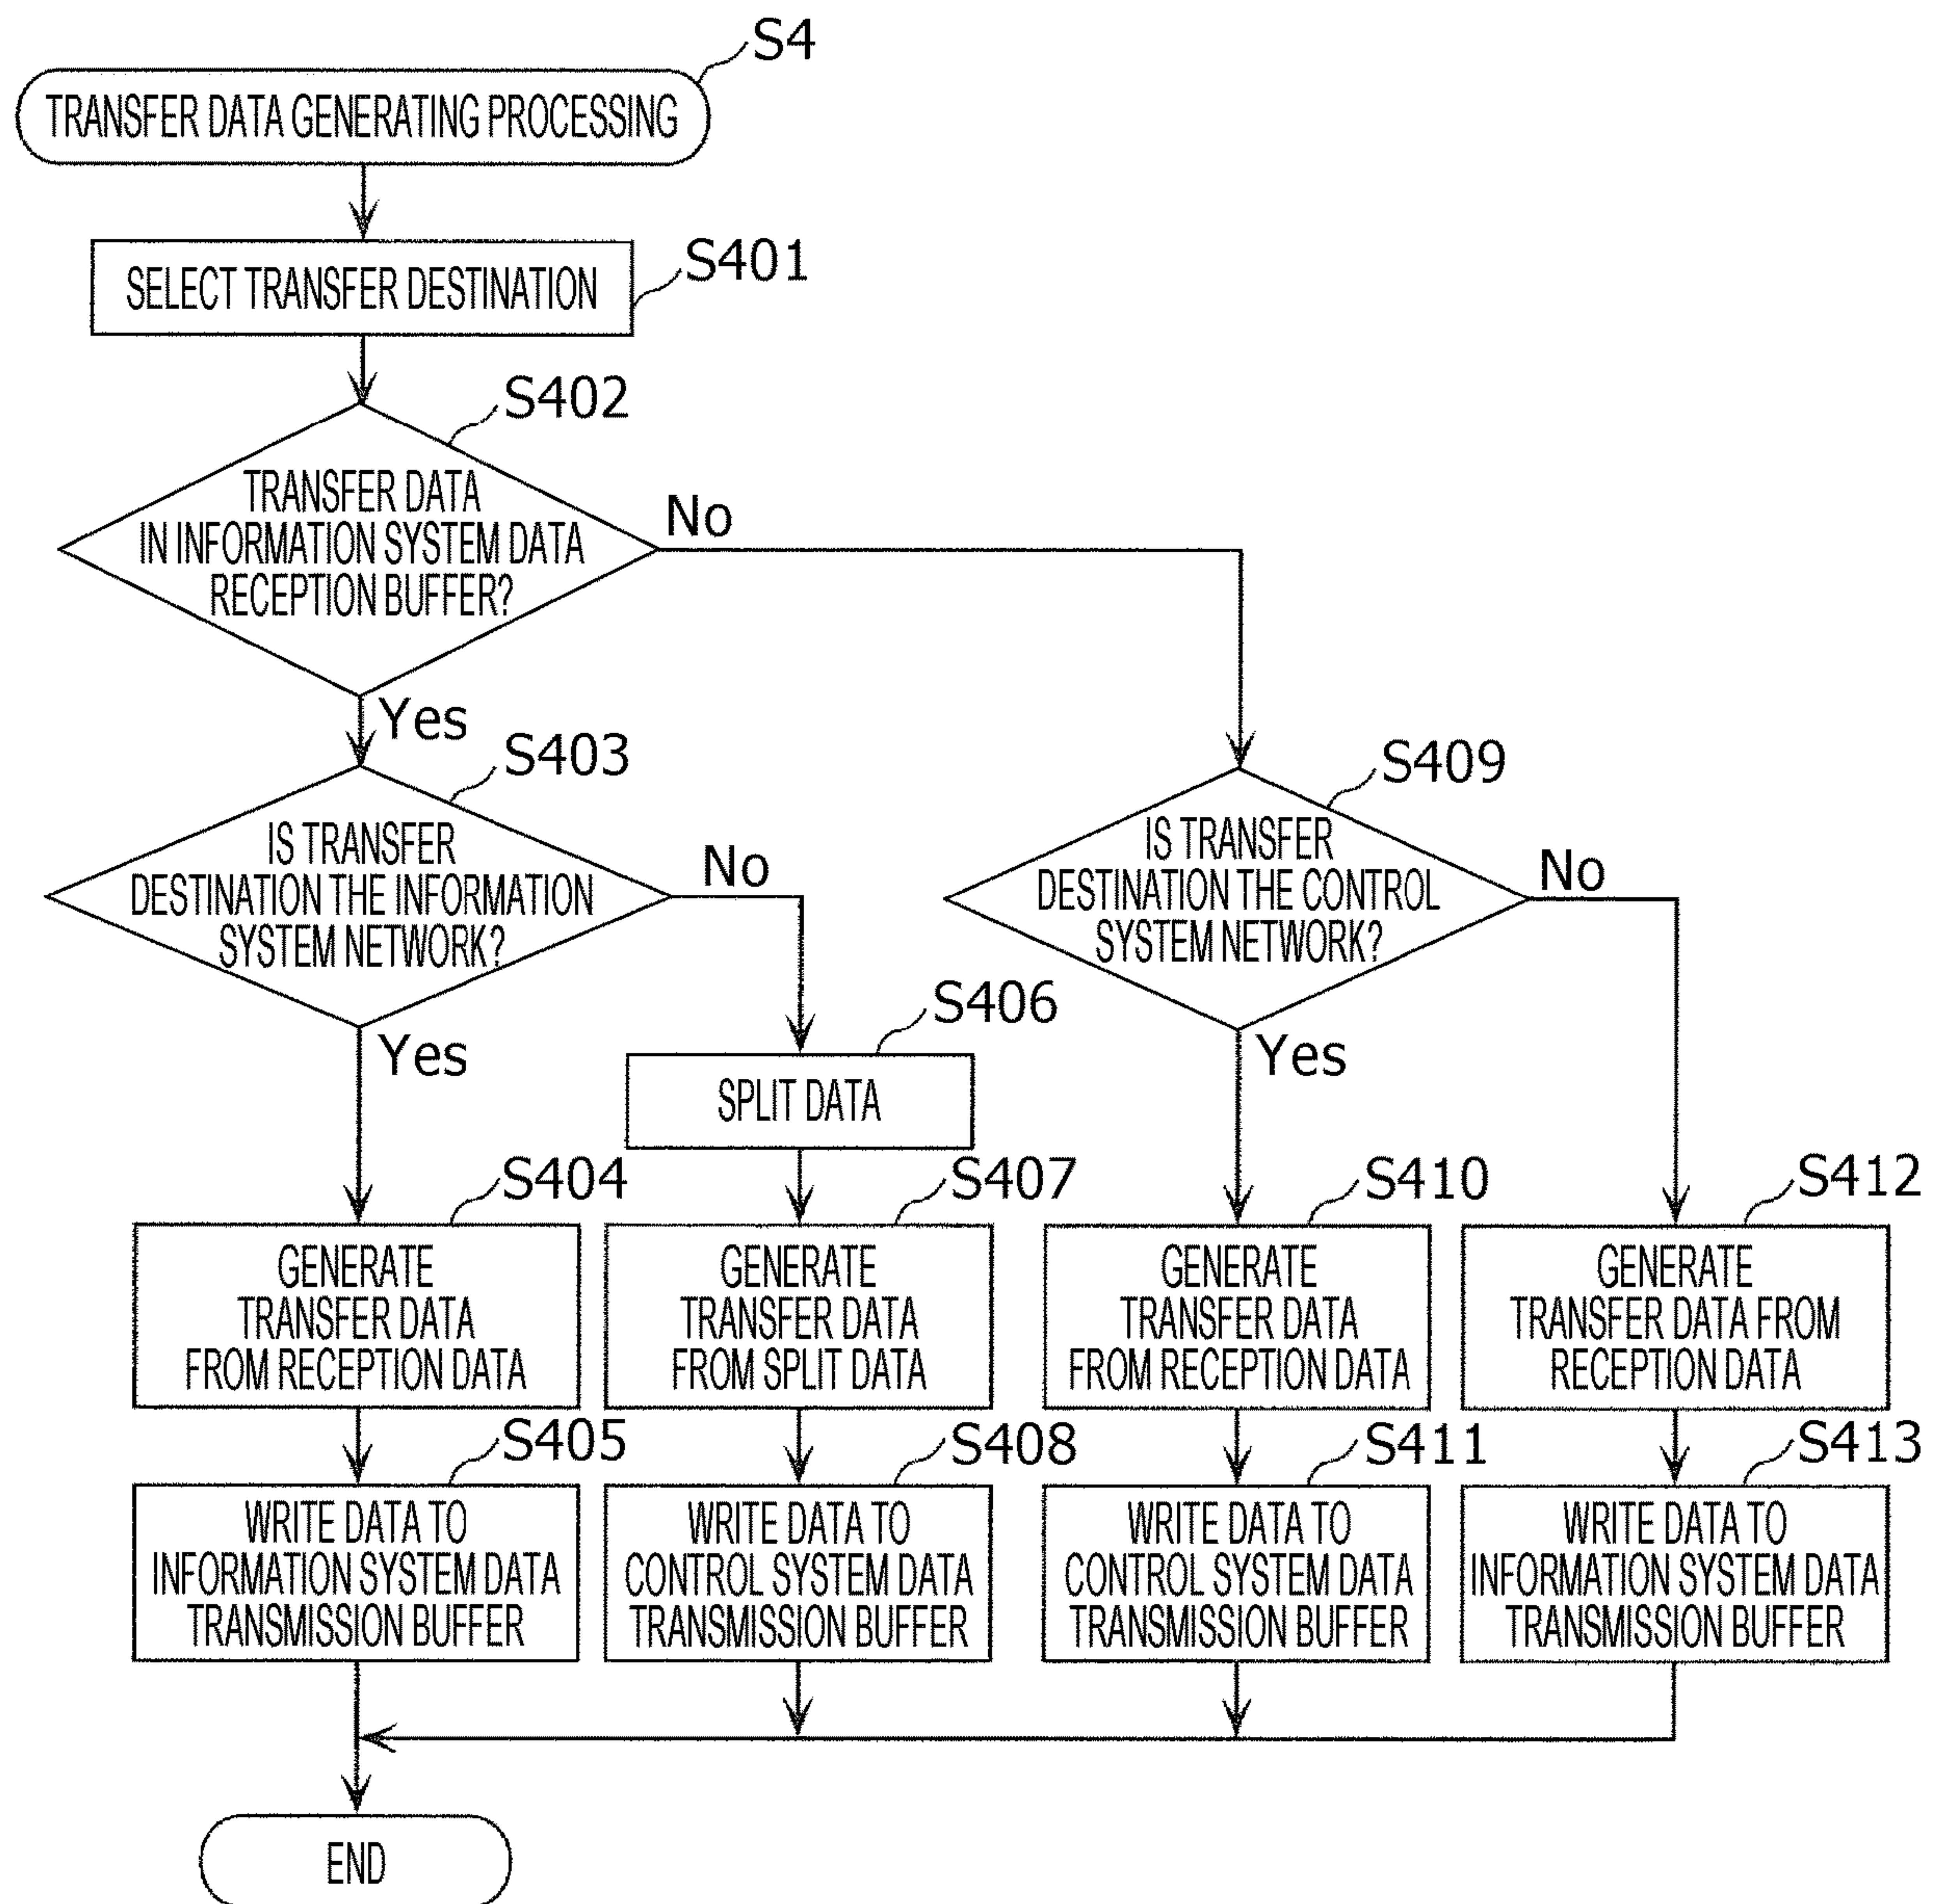 S4
TRANSFER DATA GENERATING PROCESSING
S401
SELECT TRANSFER DESTINATION
S402
TRANSFER DATA
IN INFORMATION SYSTEM DATA
RECEPTION BUFFER?
No
Yes
S403
IS TRANSFER
DESTINATION THE INFORMATION
SYSTEM NETWORK?
No
Yes
S409
IS TRANSFER
DESTINATION THE CONTROL
SYSTEM NETWORK?
No
Yes
S406
SPLIT DATA
S404
GENERATE
TRANSFER DATA
FROM RECEPTION DATA
S407
GENERATE
TRANSFER DATA
FROM SPLIT DATA
S410
GENERATE
TRANSFER DATA
FROM RECEPTION DATA
S412
GENERATE
TRANSFER DATA FROM
RECEPTION DATA
S405
WRITE DATA TO
INFORMATION SYSTEM DATA
TRANSMISSION BUFFER
S408
WRITE DATA TO
CONTROL SYSTEM DATA
TRANSMISSION BUFFER
S411
WRITE DATA TO
CONTROL SYSTEM DATA
TRANSMISSION BUFFER
S413
WRITE DATA TO
INFORMATION SYSTEM DATA
TRANSMISSION BUFFER
END